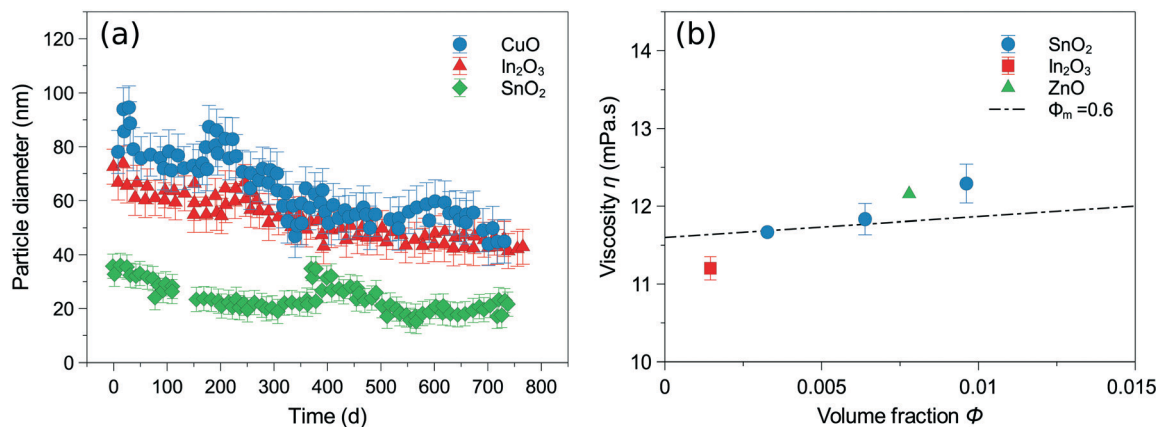 (a)
CuO
In₂O₃
SnO₂
120
100
80
60
40
20
0
Particle diameter (nm)
0 100 200 300 400 500 600 700 800
Time (d)
(b)
SnO₂
In₂O₃
ZnO
Φₘ =0.6
14
13
12
11
10
Viscosity η (mPa.s)
0 0.005 0.01 0.015
Volume fraction Φ